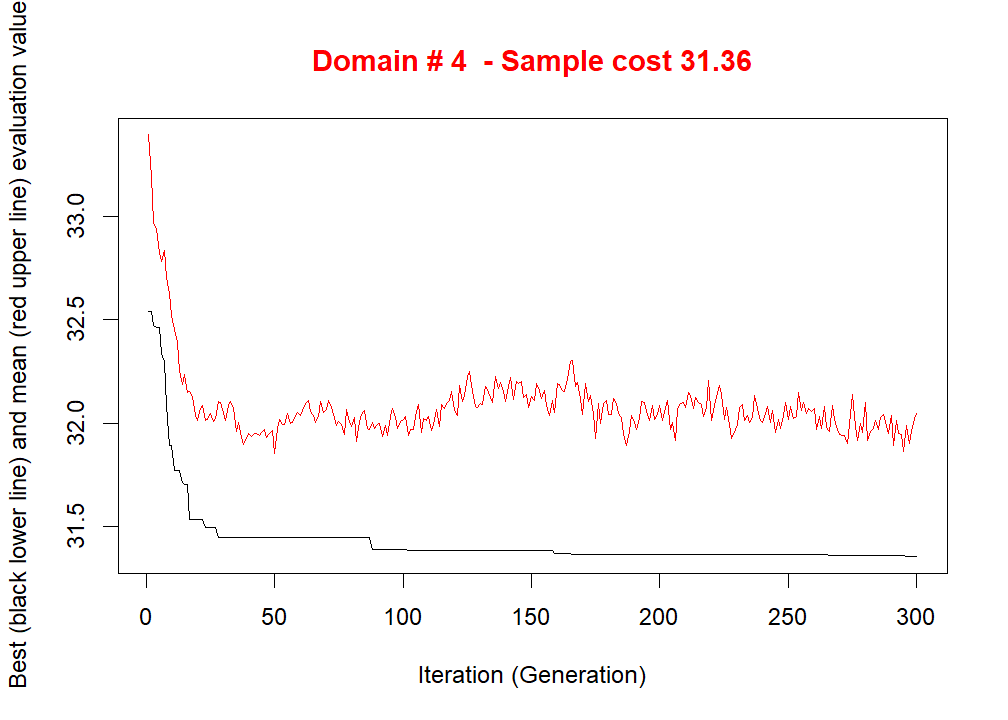 Domain # 4  - Sample cost 31.36
Best (black lower line) and mean (red upper line) evaluation value
33.0
32.5
32.0
31.5
0 50 100 150 200 250 300
Iteration (Generation)